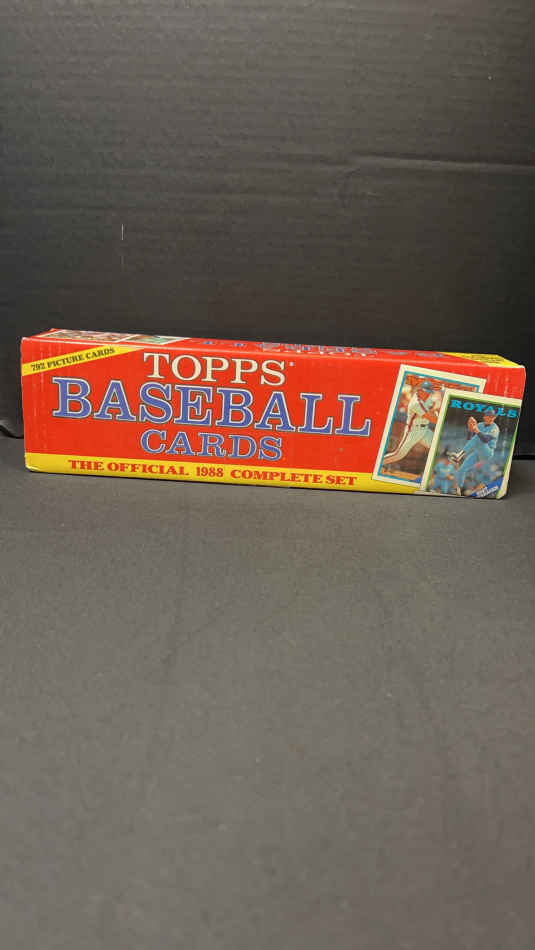 792 PICTURE CARDS
TOPPS®
BASEBALL
CARDS
THE OFFICIAL 1988 COMPLETE SET
ROYALS